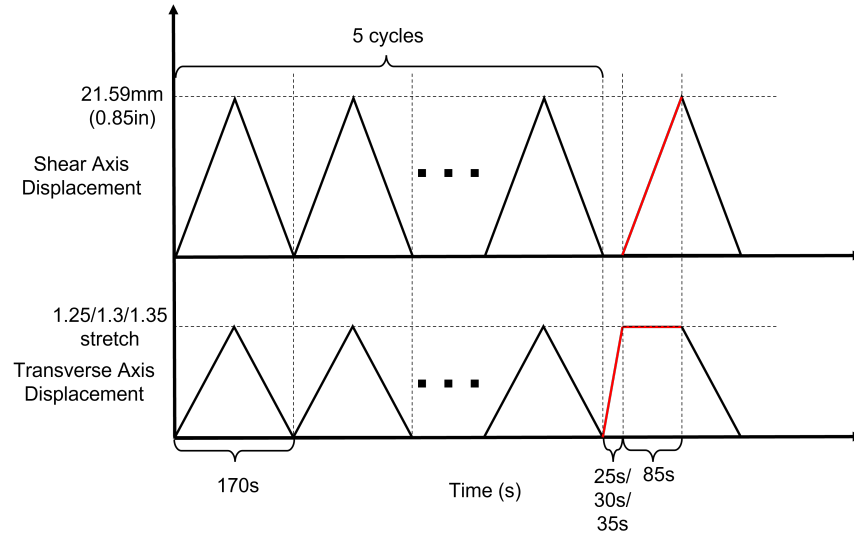 5 cycles
21.59mm
(0.85in)
Shear Axis
Displacement
1.25/1.3/1.35
stretch
Transverse Axis
Displacement
170s
Time (s)
25s/
30s/
35s
85s